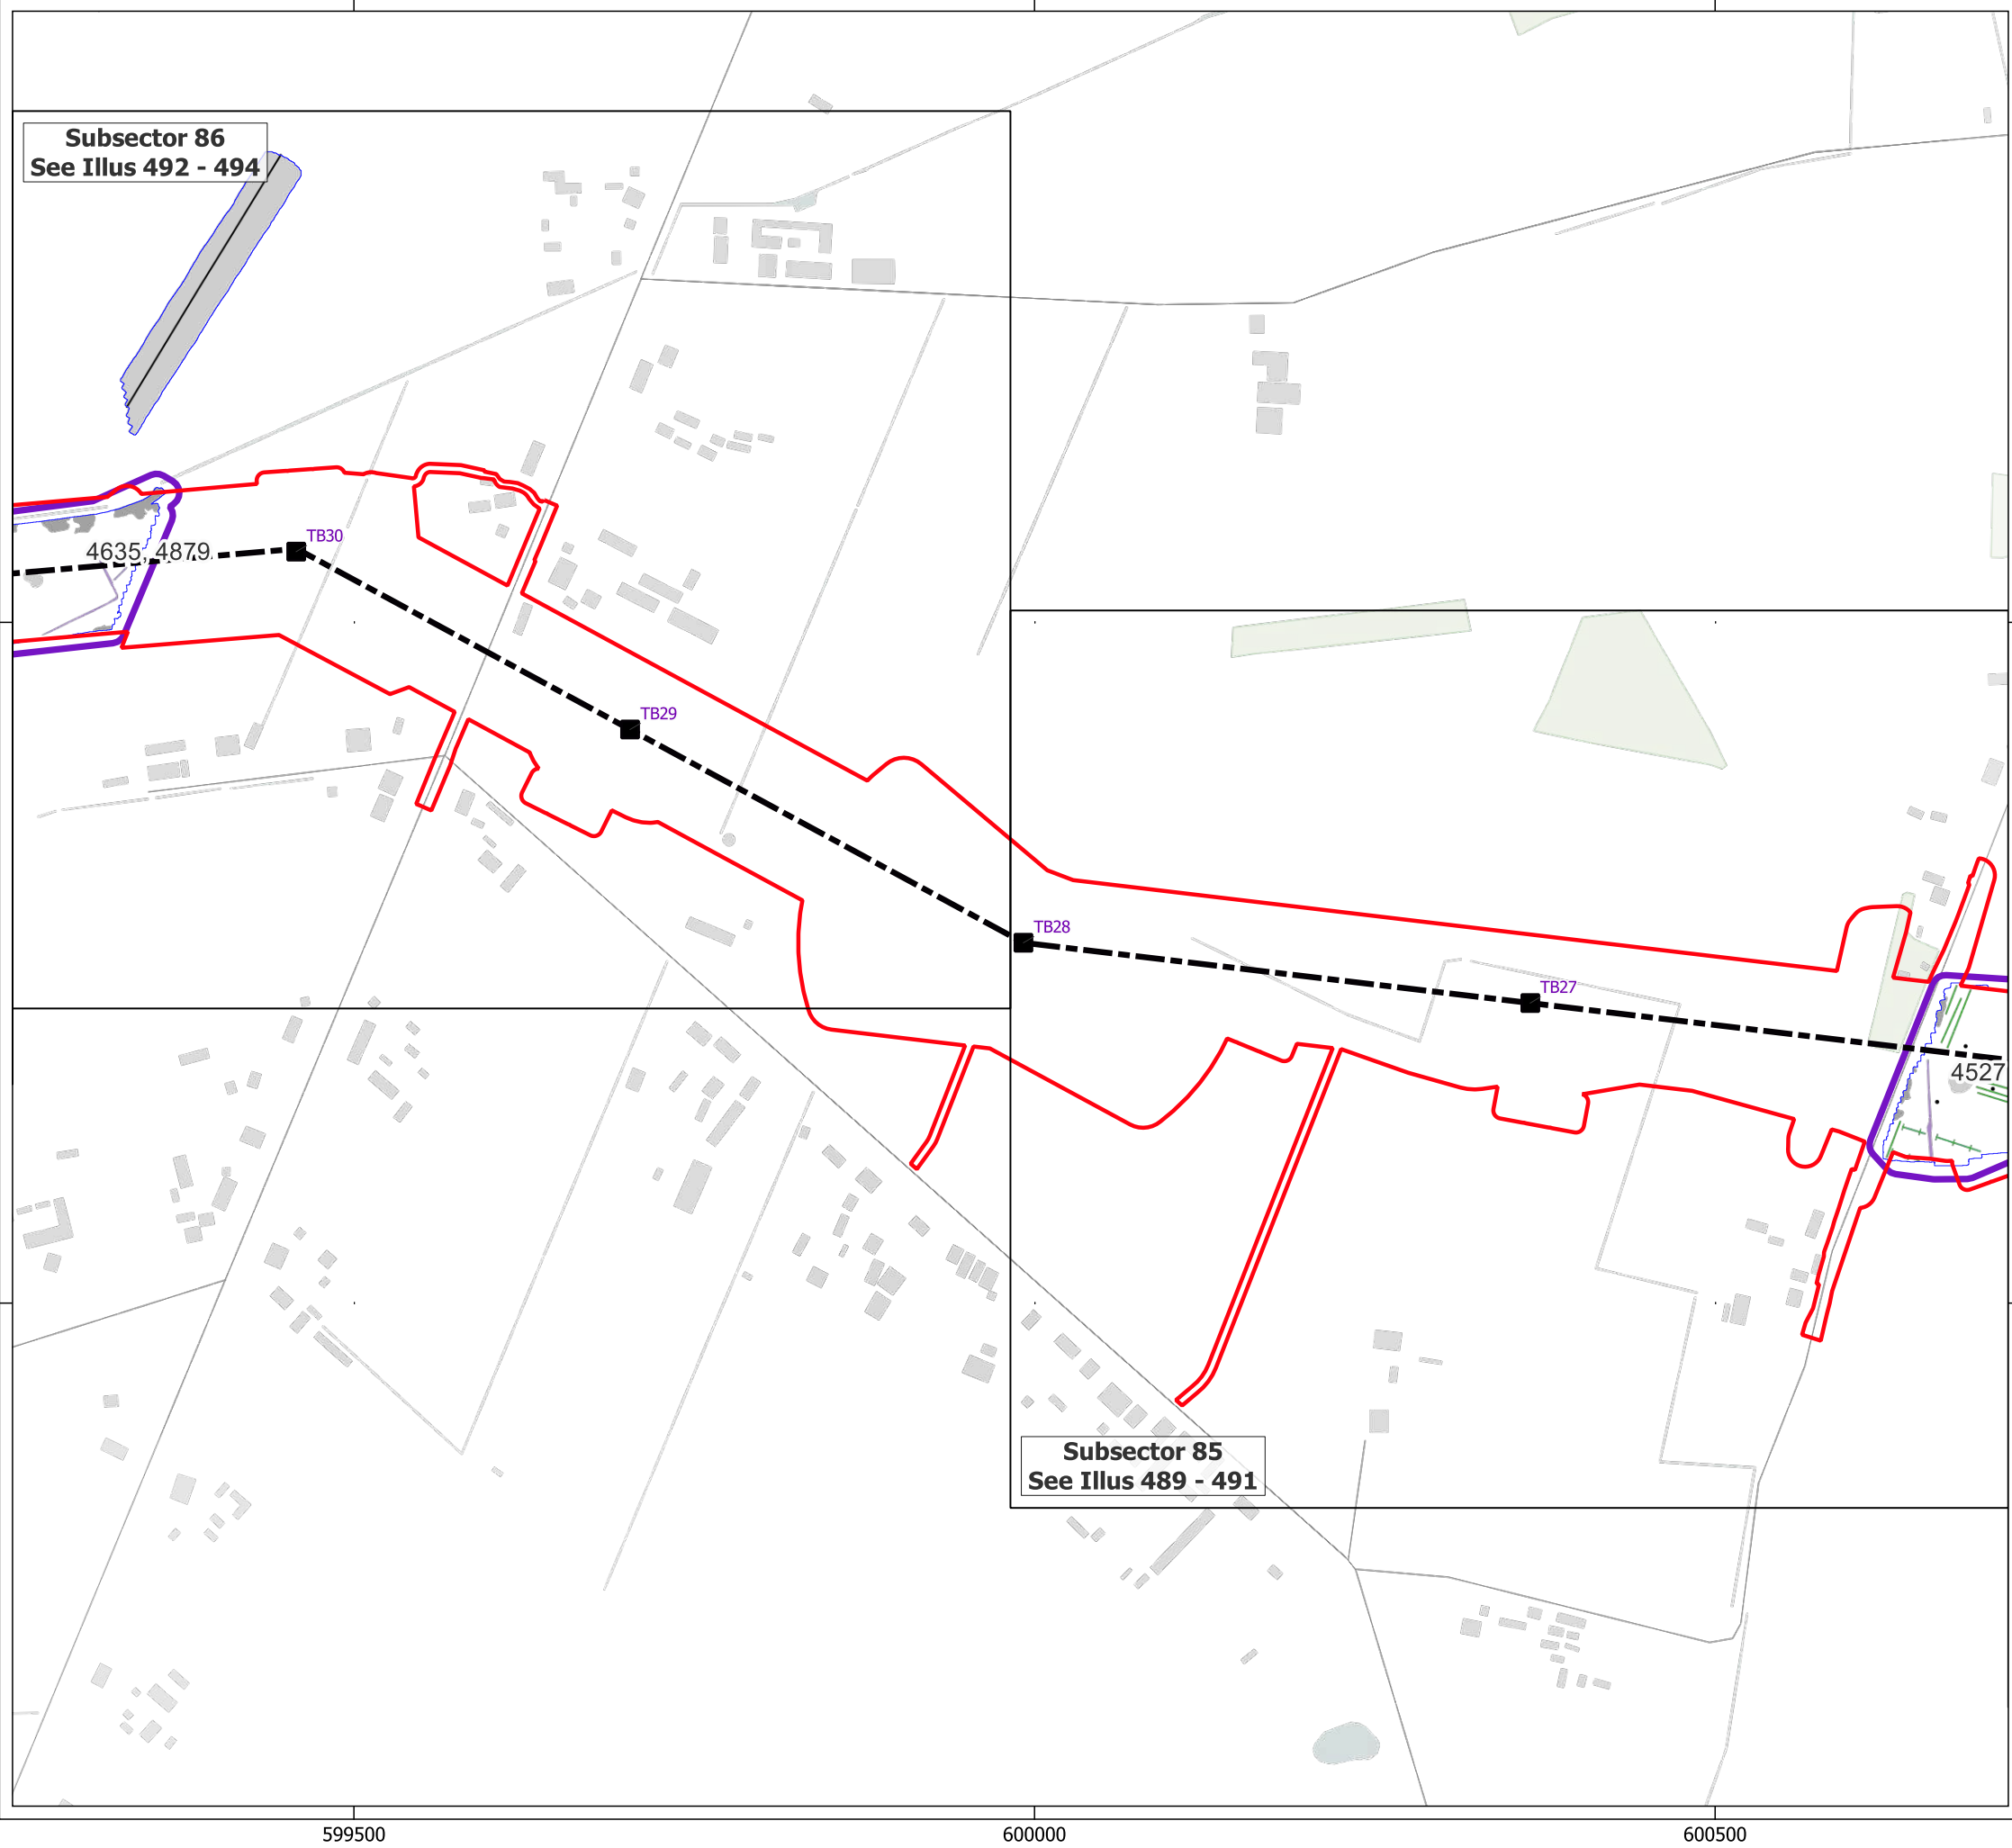 Subsector 86
See Illus 492 - 494
TB30
4635, 4879
TB29
TB28
TB27
4527
Subsector 85
See Illus 489 - 491
599500
600000
600500